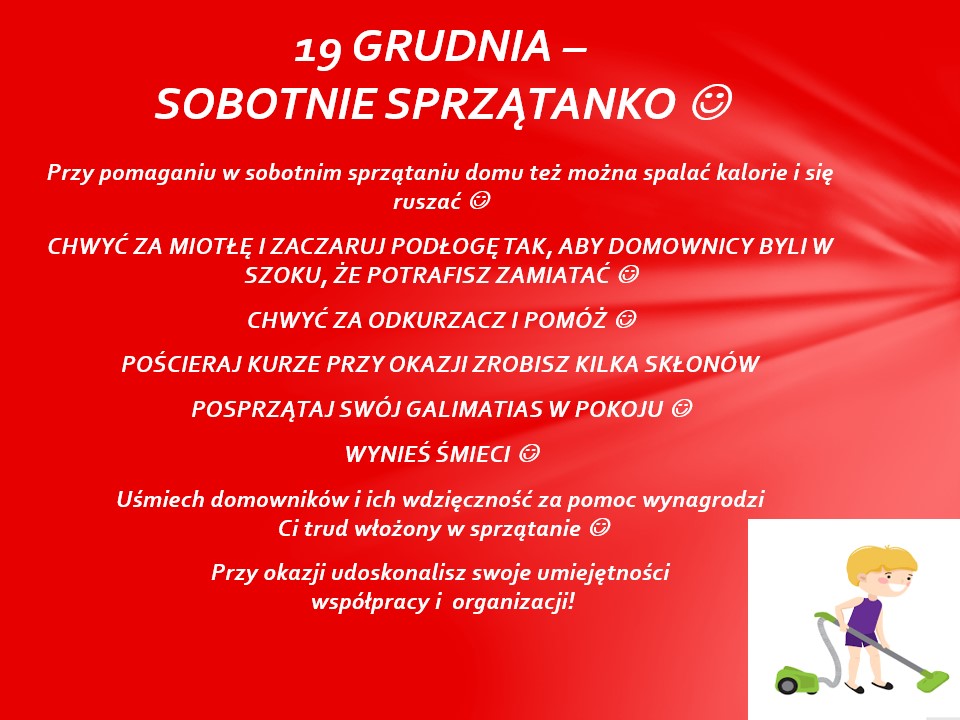 19 GRUDNIA –
SOBOTNIE SPRZĄTANKO ☺
Przy pomaganiu w sobotnim sprzątaniu domu też można spalać kalorie i się
ruszać ☺
CHWYĆ ZA MIOTŁĘ I ZACZARUJ PODŁOGĘ TAK, ABY DOMOWNICY BYLI W
SZOKU, ŻE POTRAFISZ ZAMIATAĆ ☺
CHWYĆ ZA ODKURZACZ I POMÓŻ ☺
POŚCIERAJ KURZE PRZY OKAZJI ZROBISZ KILKA SKŁONÓW
POSPRZĄTAJ SWÓJ GALIMATIAS W POKOJU ☺
WYNIEŚ ŚMIECI ☺
Uśmiech domowników i ich wdzięczność za pomoc wynagrodzi
Ci trud włożony w sprzątanie ☺
Przy okazji udoskonalisz swoje umiejętności
współpracy i organizacji!